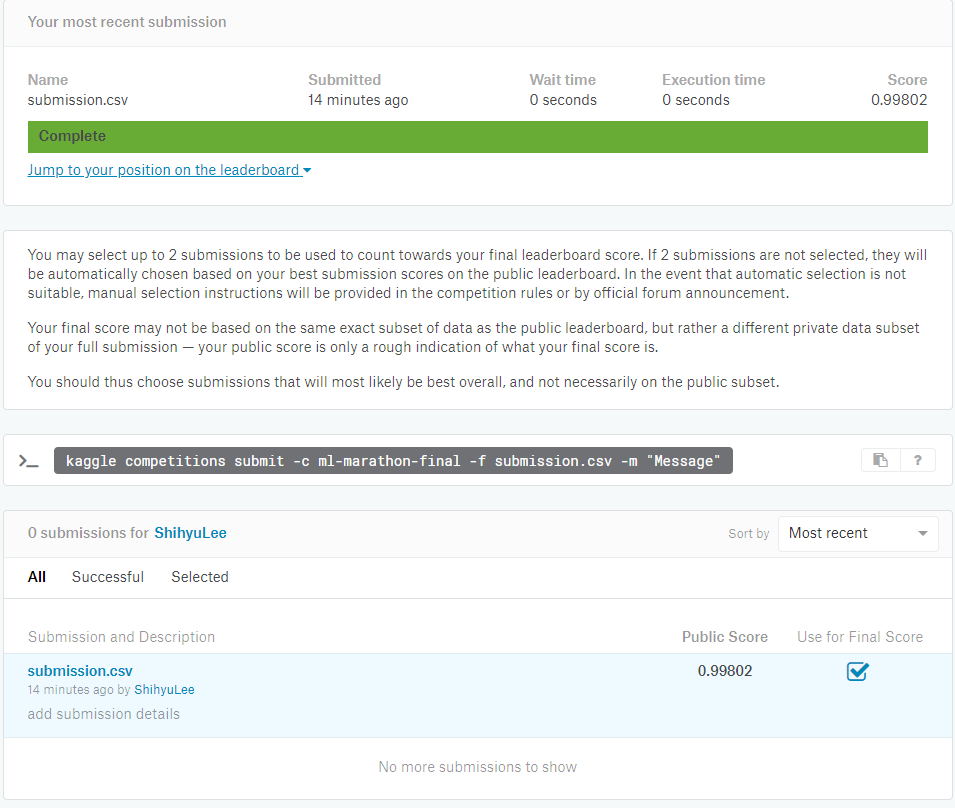 Your most recent submission
Name Submitted Wait time Execution time Score
submission.csv 14 minutes ago 0 seconds 0 seconds 0.99802
Complete
Jump to your position on the leaderboard
You may select up to 2 submissions to be used to count towards your final leaderboard score. If 2 submissions are not selected, they will
be automatically chosen based on your best submission scores on the public leaderboard. In the event that automatic selection is not
suitable, manual selection instructions will be provided in the competition rules or by official forum announcement.
Your final score may not be based on the same exact subset of data as the public leaderboard, but rather a different private data subset
of your full submission — your public score is only a rough indication of what your final score is.
You should thus choose submissions that will most likely be best overall, and not necessarily on the public subset.
>_ kaggle competitions submit -c ml-marathon-final -f submission.csv -m "Message" ?
0 submissions for ShihyuLee Sort by Most recent
All Successful Selected
Submission and Description Public Score Use for Final Score
submission.csv 0.99802
14 minutes ago by ShihyuLee
add submission details
No more submissions to show